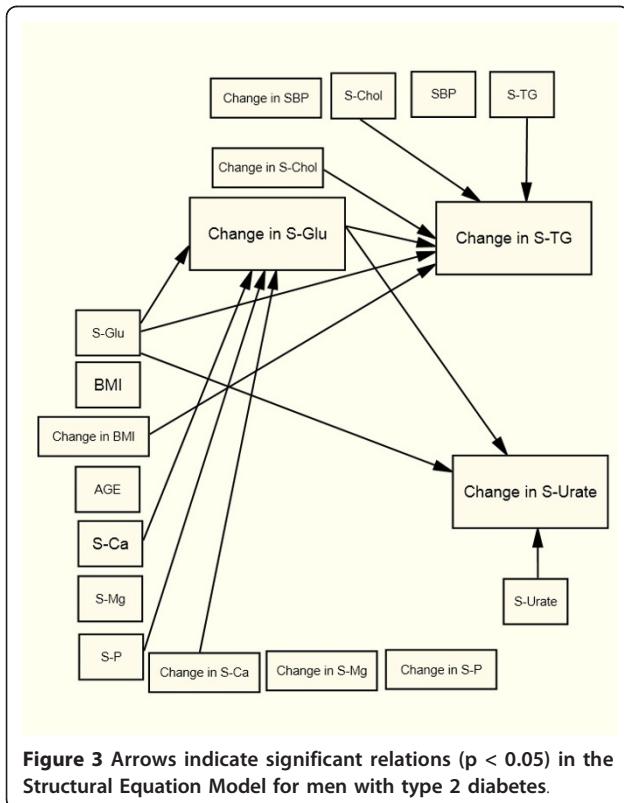 Change in SBP
S-Chol
SBP
S-TG
Change in S-Chol
Change in S-Glu
Change in S-TG
S-Glu
BMI
Change in BMI
AGE
Change in S-Urate
S-Ca
S-Mg
S-Urate
S-P
Change in S-Ca
Change in S-Mg
Change in S-P
Figure 3 Arrows indicate significant relations (p < 0.05) in the
Structural Equation Model for men with type 2 diabetes.